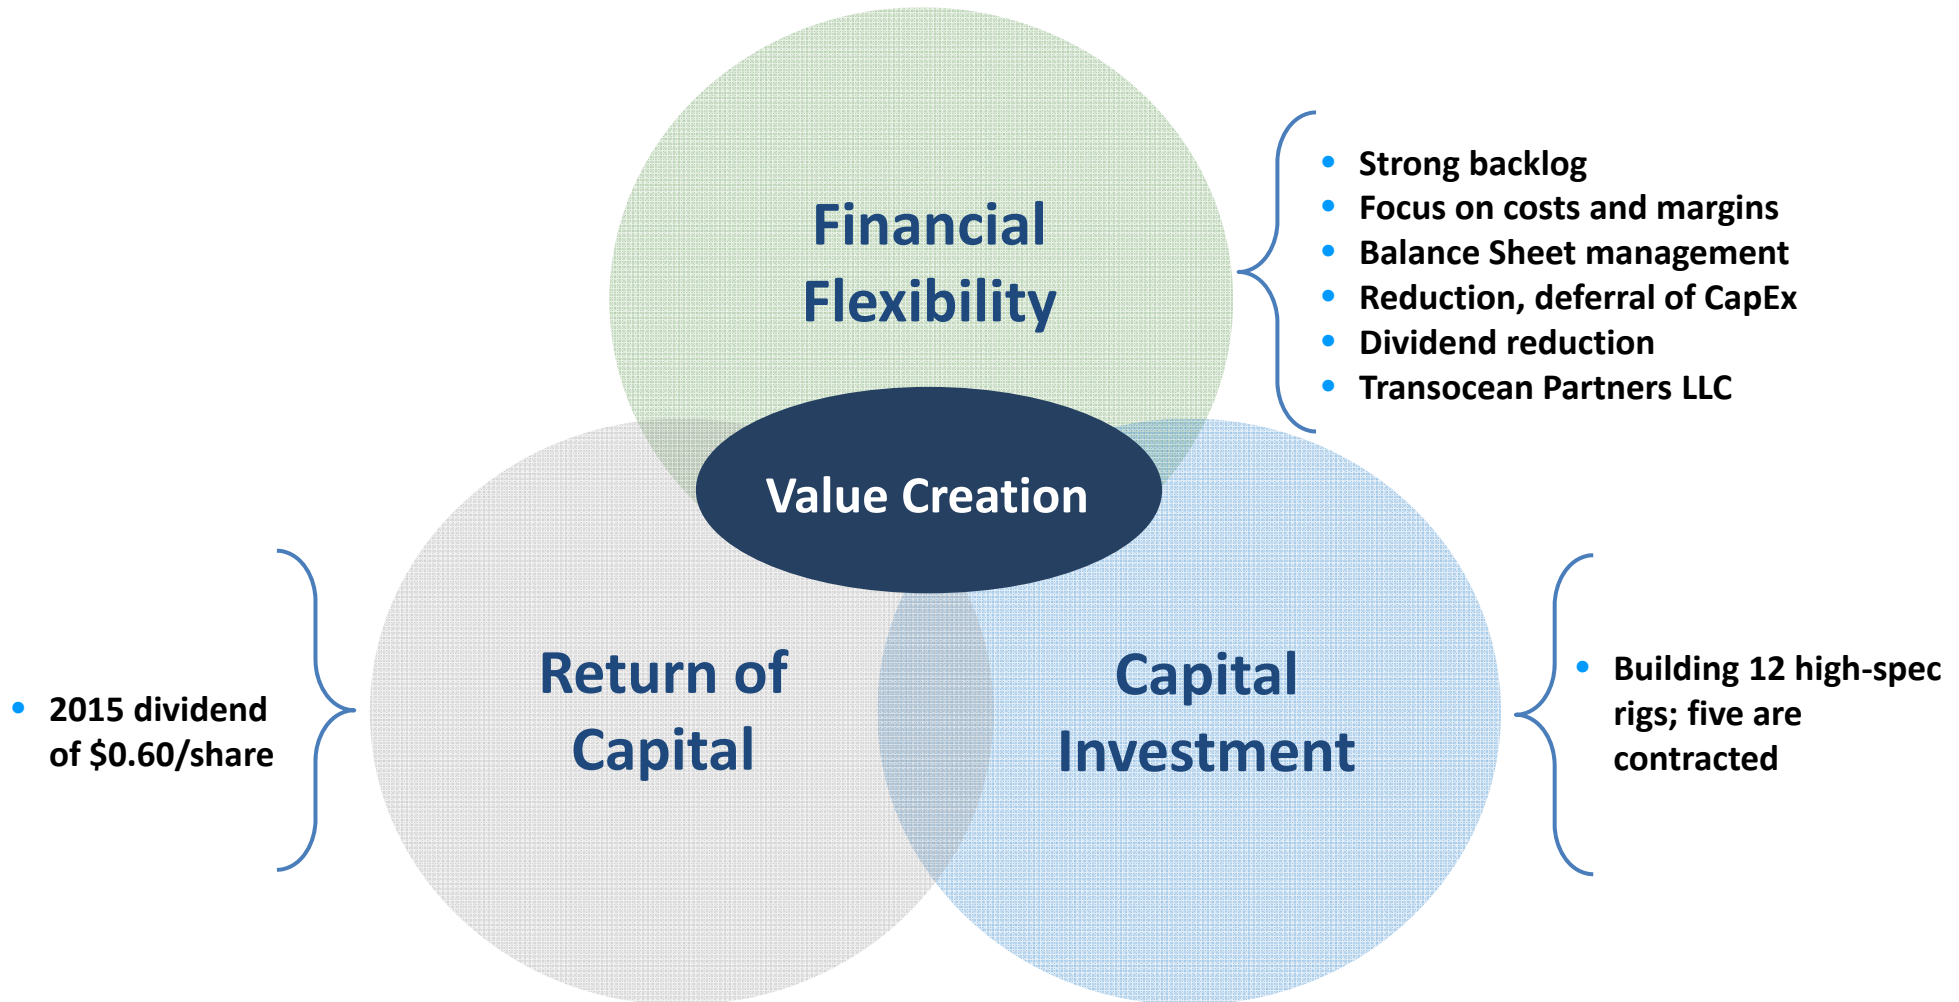 Financial
Flexibility
• Strong backlog
• Focus on costs and margins
• Balance Sheet management
• Reduction, deferral of CapEx
• Dividend reduction
• Transocean Partners LLC
Value Creation
• 2015 dividend
of $0.60/share
Return of
Capital
Capital
Investment
• Building 12 high-spec
rigs; five are
contracted